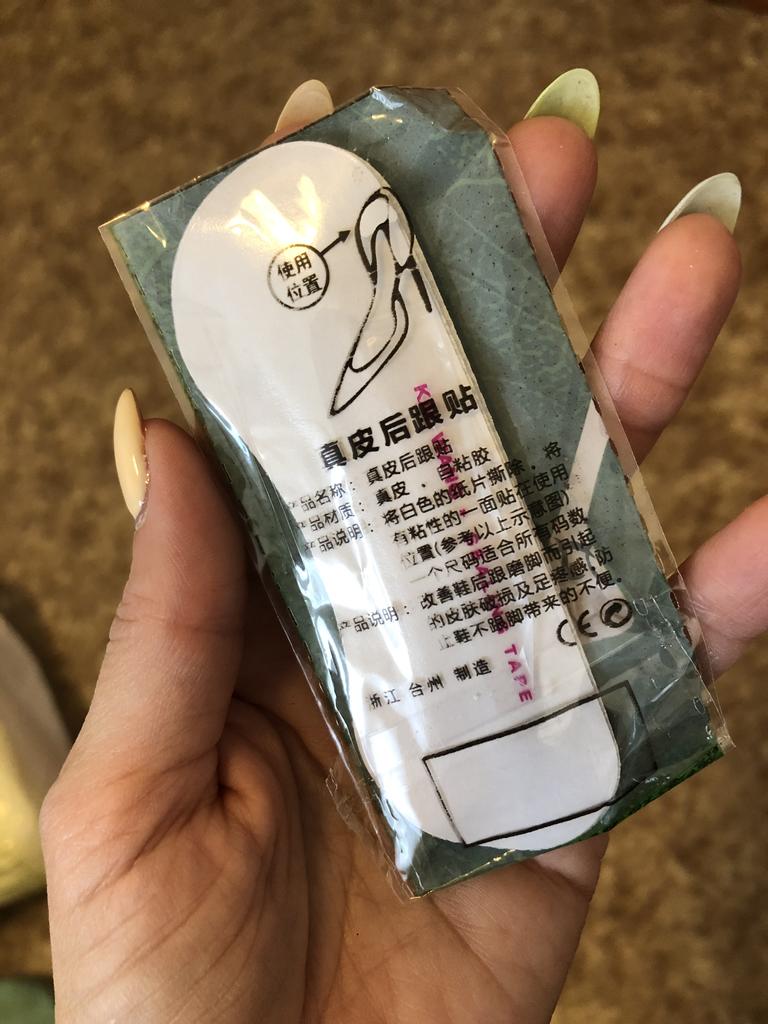 使用
位置
真皮后跟贴
产品名称：真皮后跟贴
产品材质：真皮，自粘胶
产品说明：将白色的纸片撕除，将
有粘性的一面贴在使用
位置(参考以上示意图)
一个尺码适合所有码数
产品说明：改善鞋后跟磨脚而引起
的皮肤破损及足疼感(防
止鞋不跟脚带来的不便。
CE
浙江 台州 制造
TAPE